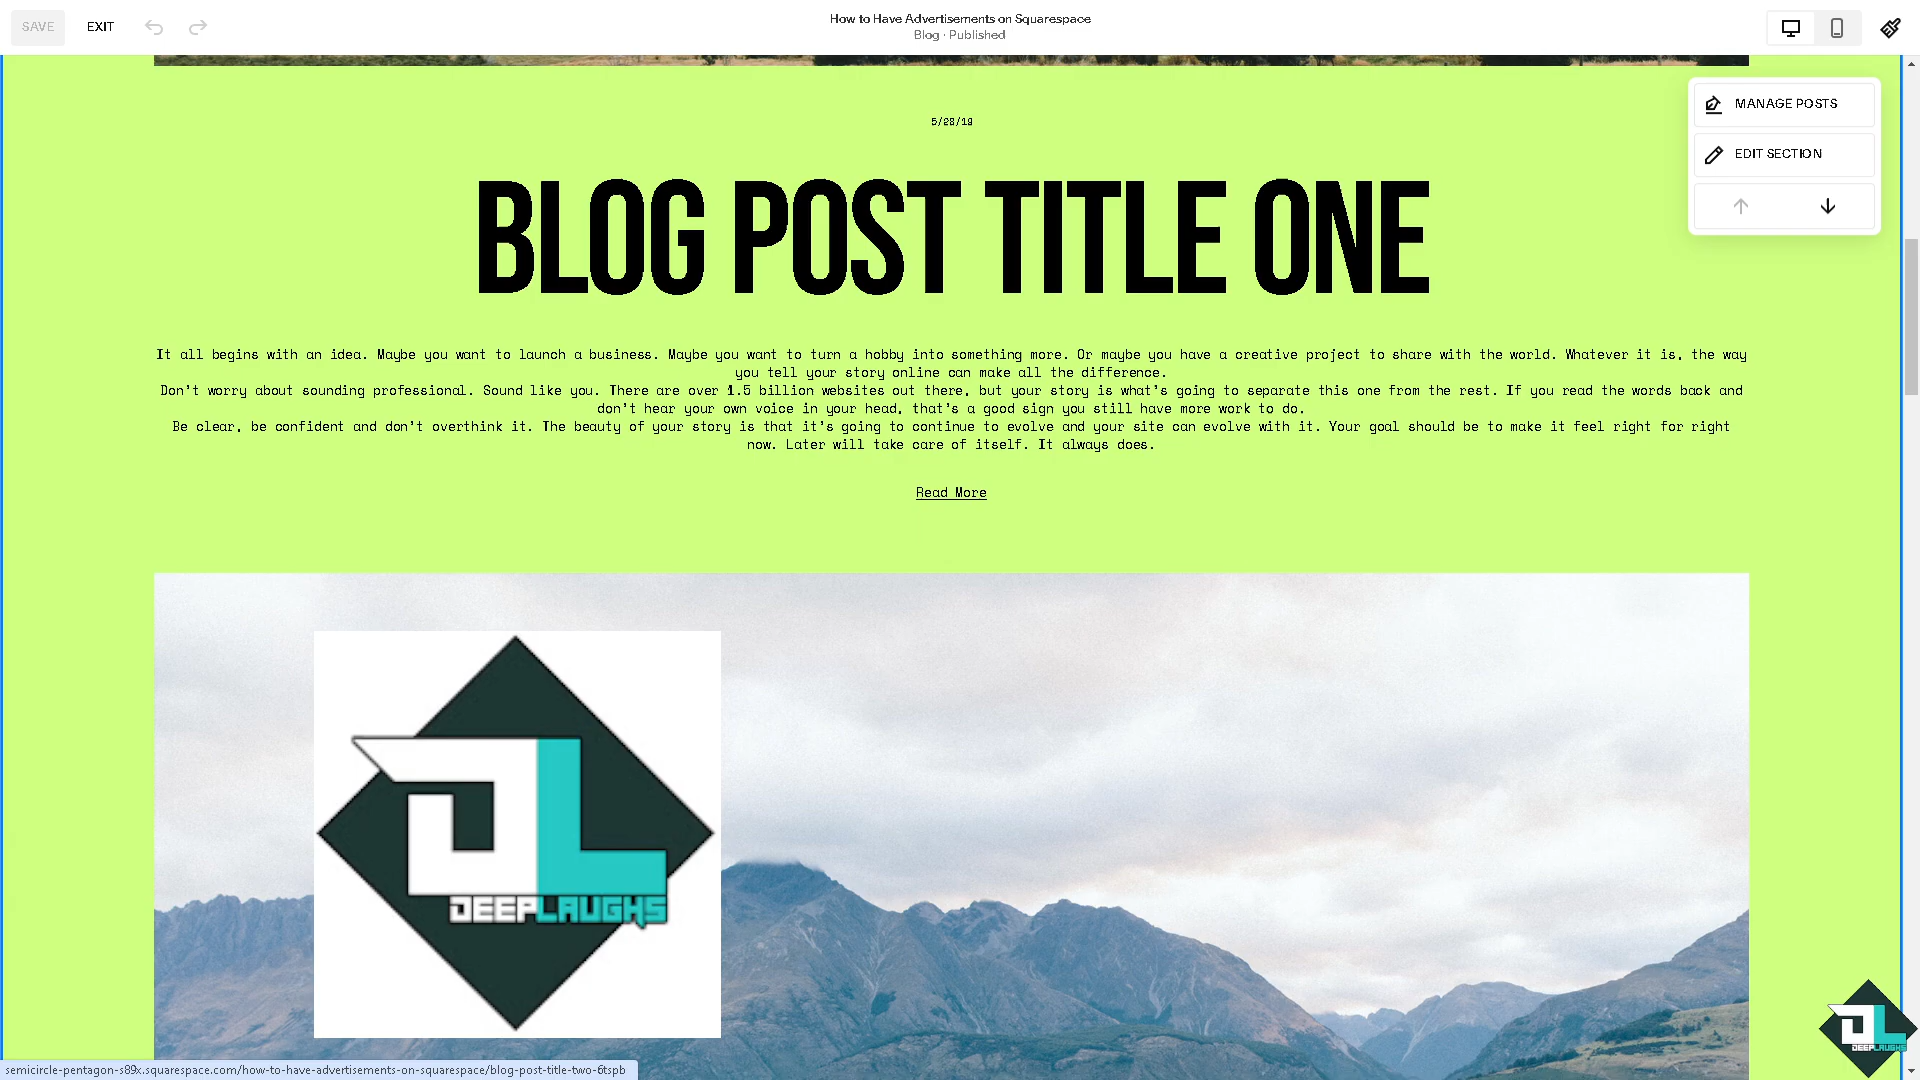 SAVE
EXIT
How to Have Advertisements on Squarespace
Blog · Published
MANAGE POSTS
EDIT SECTION
5/28/19
BLOG POST TITLE ONE
It all begins with an idea. Maybe you want to launch a business. Maybe you want to turn a hobby into something more. Or maybe you have a creative project to share with the world. Whatever it is, the way
you tell your story online can make all the difference.
Don't worry about sounding professional. Sound like you. There are over 1.5 billion websites out there, but your story is what's going to separate this one from the rest. If you read the words back and
don't hear your own voice in your head, that's a good sign you still have more work to do.
Be clear, be confident and don't overthink it. The beauty of your story is that it's going to continue to evolve and your site can evolve with it. Your goal should be to make it feel right for right
now. Later will take care of itself. It always does.
Read More
DL
DEEPLAUGHS
DL
DEEPLAUGHS
semicircle-pentagon-s89x.squarespace.com/how-to-have-advertisements-on-squarespace/blog-post-title-two-6tspb